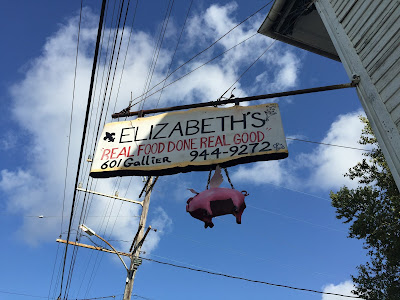 ELIZABETH'S
"REAL FOOD DONE REAL GOOD"
601 Gallier 944-9272